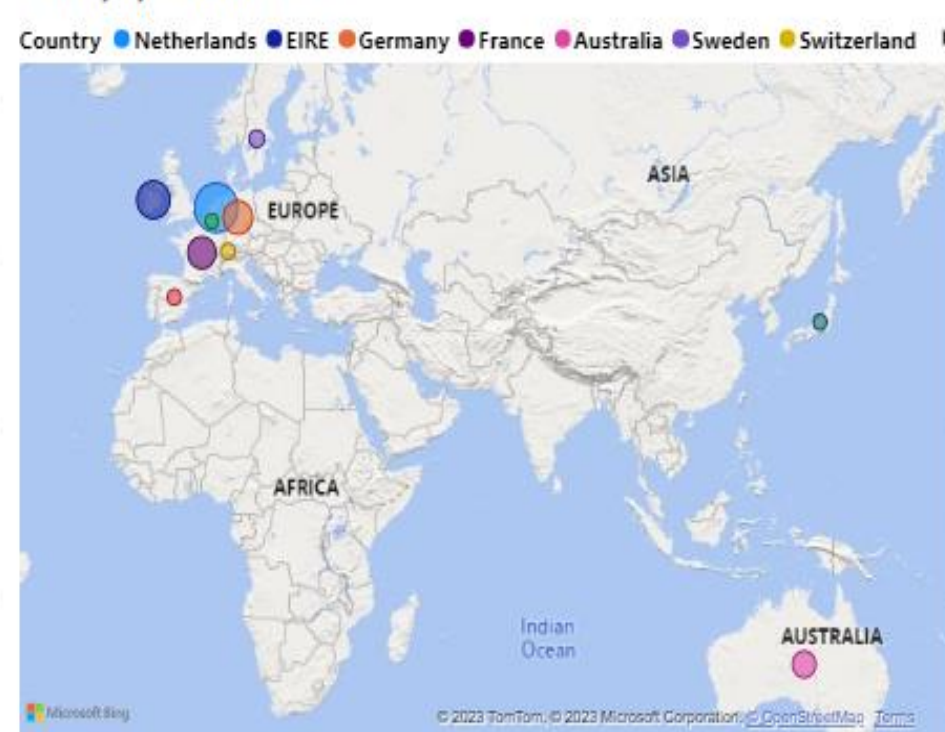 Country Netherlands EIRE Germany France Australia Sweden Switzerland
ASIA
EUROPE
AFRICA
Indian
Ocean
AUSTRALIA
Microsoft Bing
© 2023 TomTom, © 2023 Microsoft Corporation, © OpenStreetMap Terms